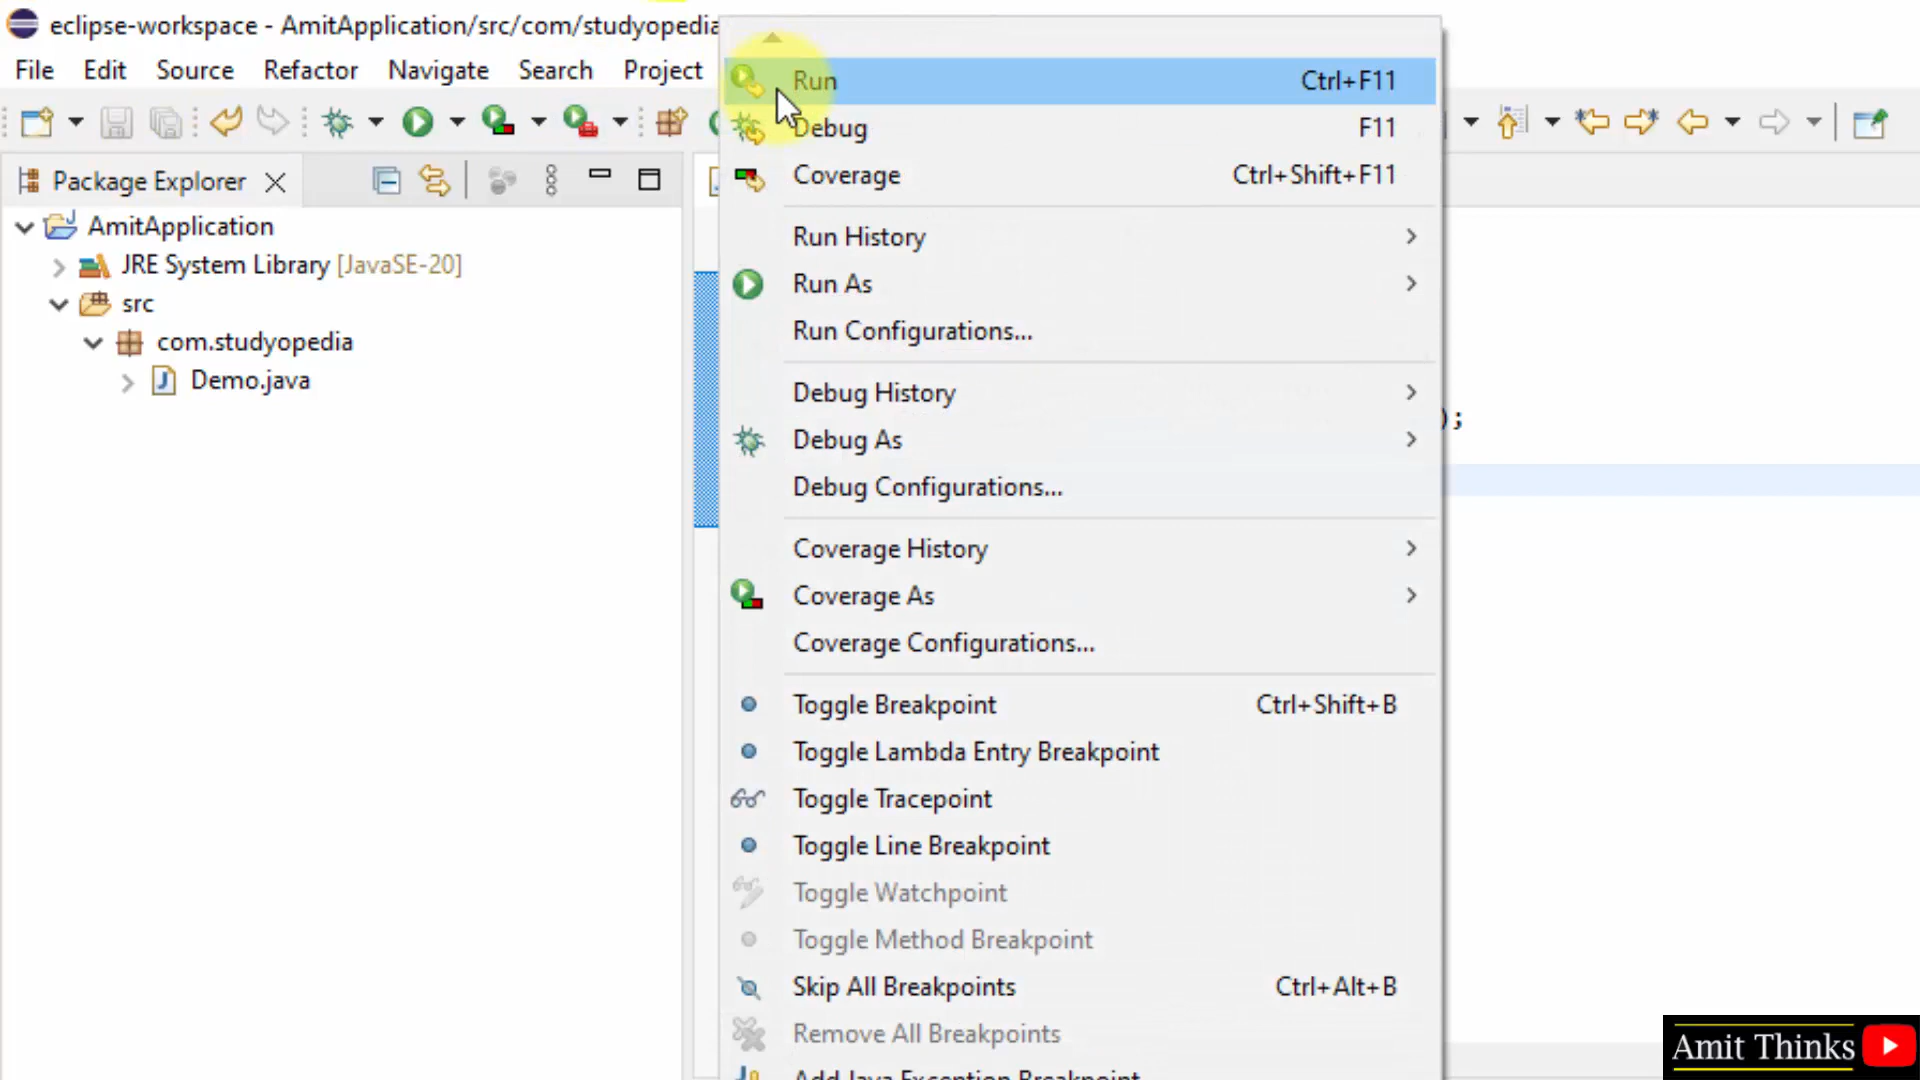 eclipse-workspace - AmitApplication/src/com/studyopedia
File Edit Source Refactor Navigate Search Project
Package Explorer
AmitApplication
JRE System Library [JavaSE-20]
src
com.studyopedia
Demo.java
Run Ctrl+F11
Debug F11
Coverage Ctrl+Shift+F11
Run History
Run As
Run Configurations...
Debug History
Debug As
Debug Configurations...
Coverage History
Coverage As
Coverage Configurations...
Toggle Breakpoint Ctrl+Shift+B
Toggle Lambda Entry Breakpoint
Toggle Tracepoint
Toggle Line Breakpoint
Toggle Watchpoint
Toggle Method Breakpoint
Skip All Breakpoints Ctrl+Alt+B
Remove All Breakpoints
Add Java Exception Breakpoint
);
Amit Thinks